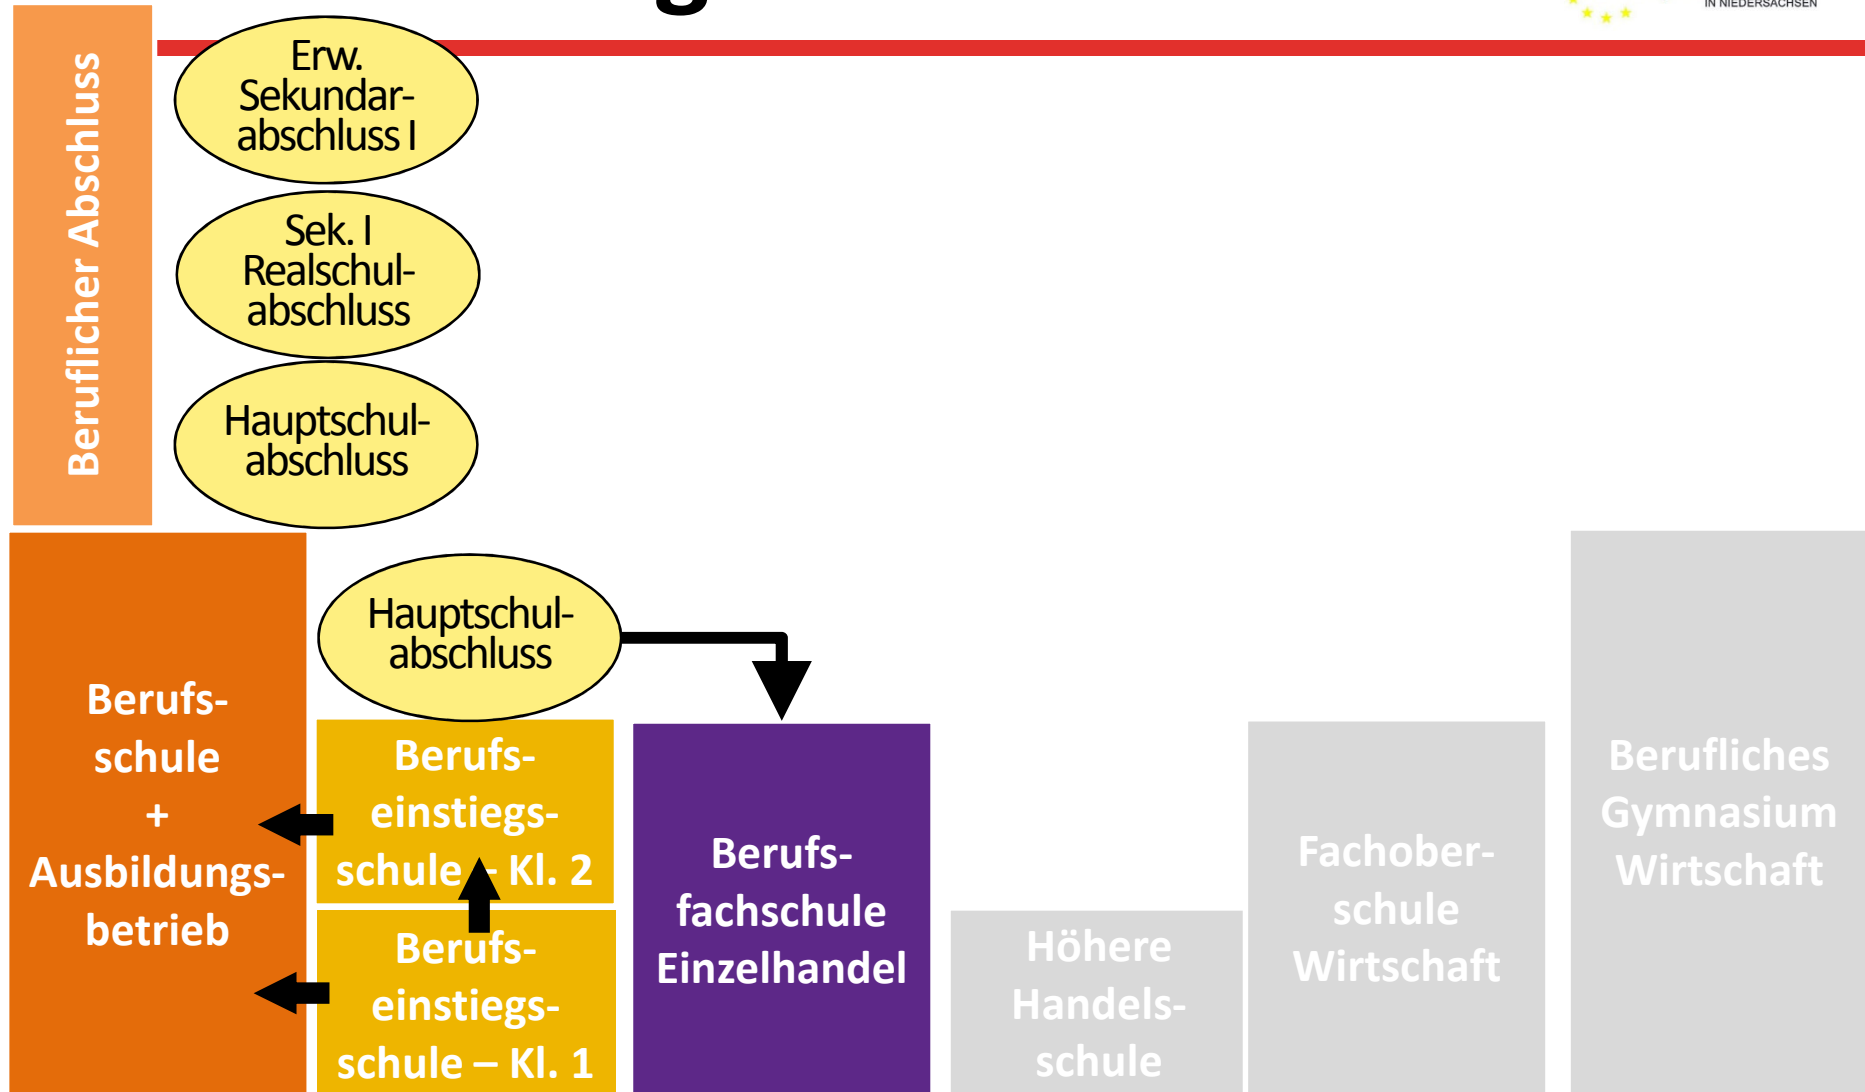 IN NIEDERSACHSEN
Beruflicher Abschluss
Erw.
Sekundar-
abschluss I
Sek. I
Realschul-
abschluss
Hauptschul-
abschluss
Hauptschul-
abschluss
Berufs-
schule
+
Ausbildungs-
betrieb
Berufs-
einstiegs-
schule – Kl. 2
Berufs-
einstiegs-
schule – Kl. 1
Berufs-
fachschule
Einzelhandel
Höhere
Handels-
schule
Fachober-
schule
Wirtschaft
Berufliches
Gymnasium
Wirtschaft